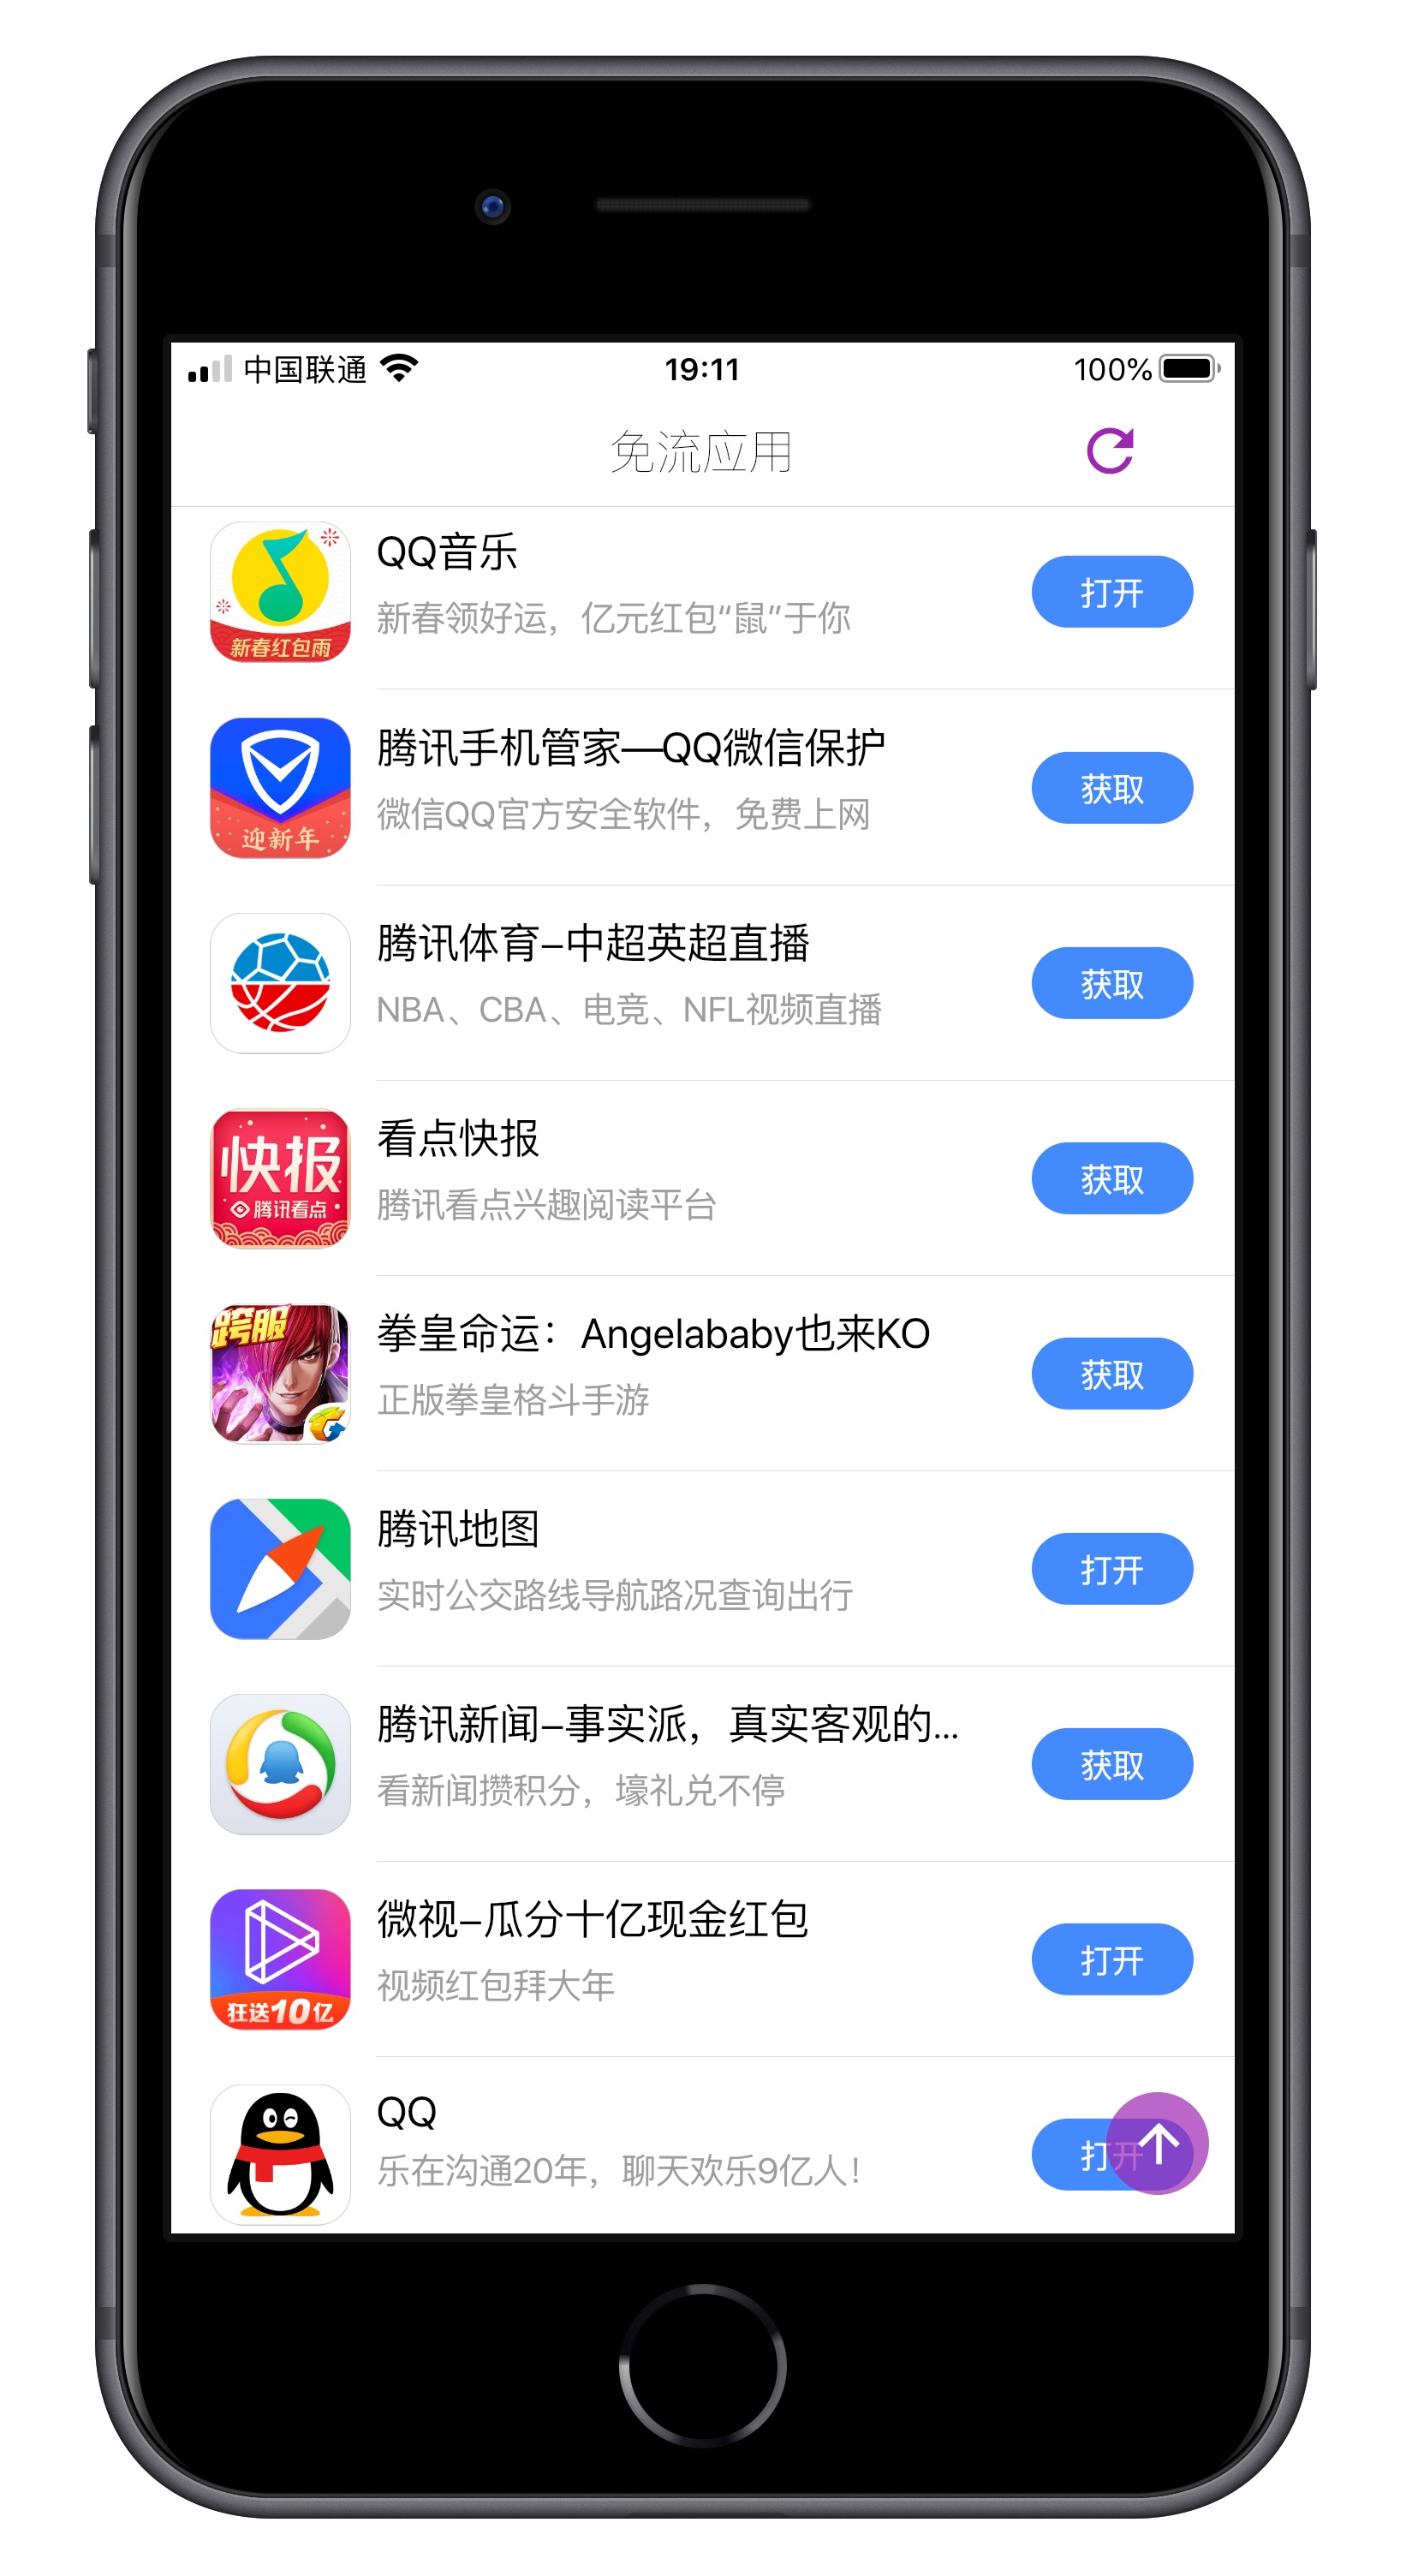 中国联通
19:11
100%
免流应用
QQ音乐
新春领好运，亿元红包“鼠”于你
新春红包雨
打开
腾讯手机管家—QQ微信保护
微信QQ官方安全软件，免费上网
迎新年
获取
腾讯体育-中超英超直播
NBA、CBA、电竞、NFL视频直播
获取
快报
腾讯看点
看点快报
腾讯看点兴趣阅读平台
获取
跨服
拳皇命运：Angelababy也来KO
正版拳皇格斗手游
获取
腾讯地图
实时公交路线导航路况查询出行
打开
腾讯新闻-事实派，真实客观的...
看新闻攒积分，壕礼兑不停
获取
微视-瓜分十亿现金红包
视频红包拜大年
狂送10亿
打开
QQ
乐在沟通20年，聊天欢乐9亿人！
打开